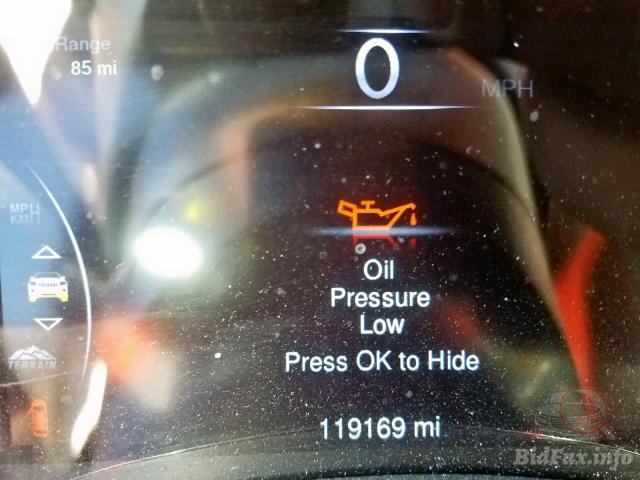 Range
85 mi
0
MPH
MPH
KM/H
Oil
Pressure
Low
Press OK to Hide
TERRAIN
119169 mi
BidFax.info